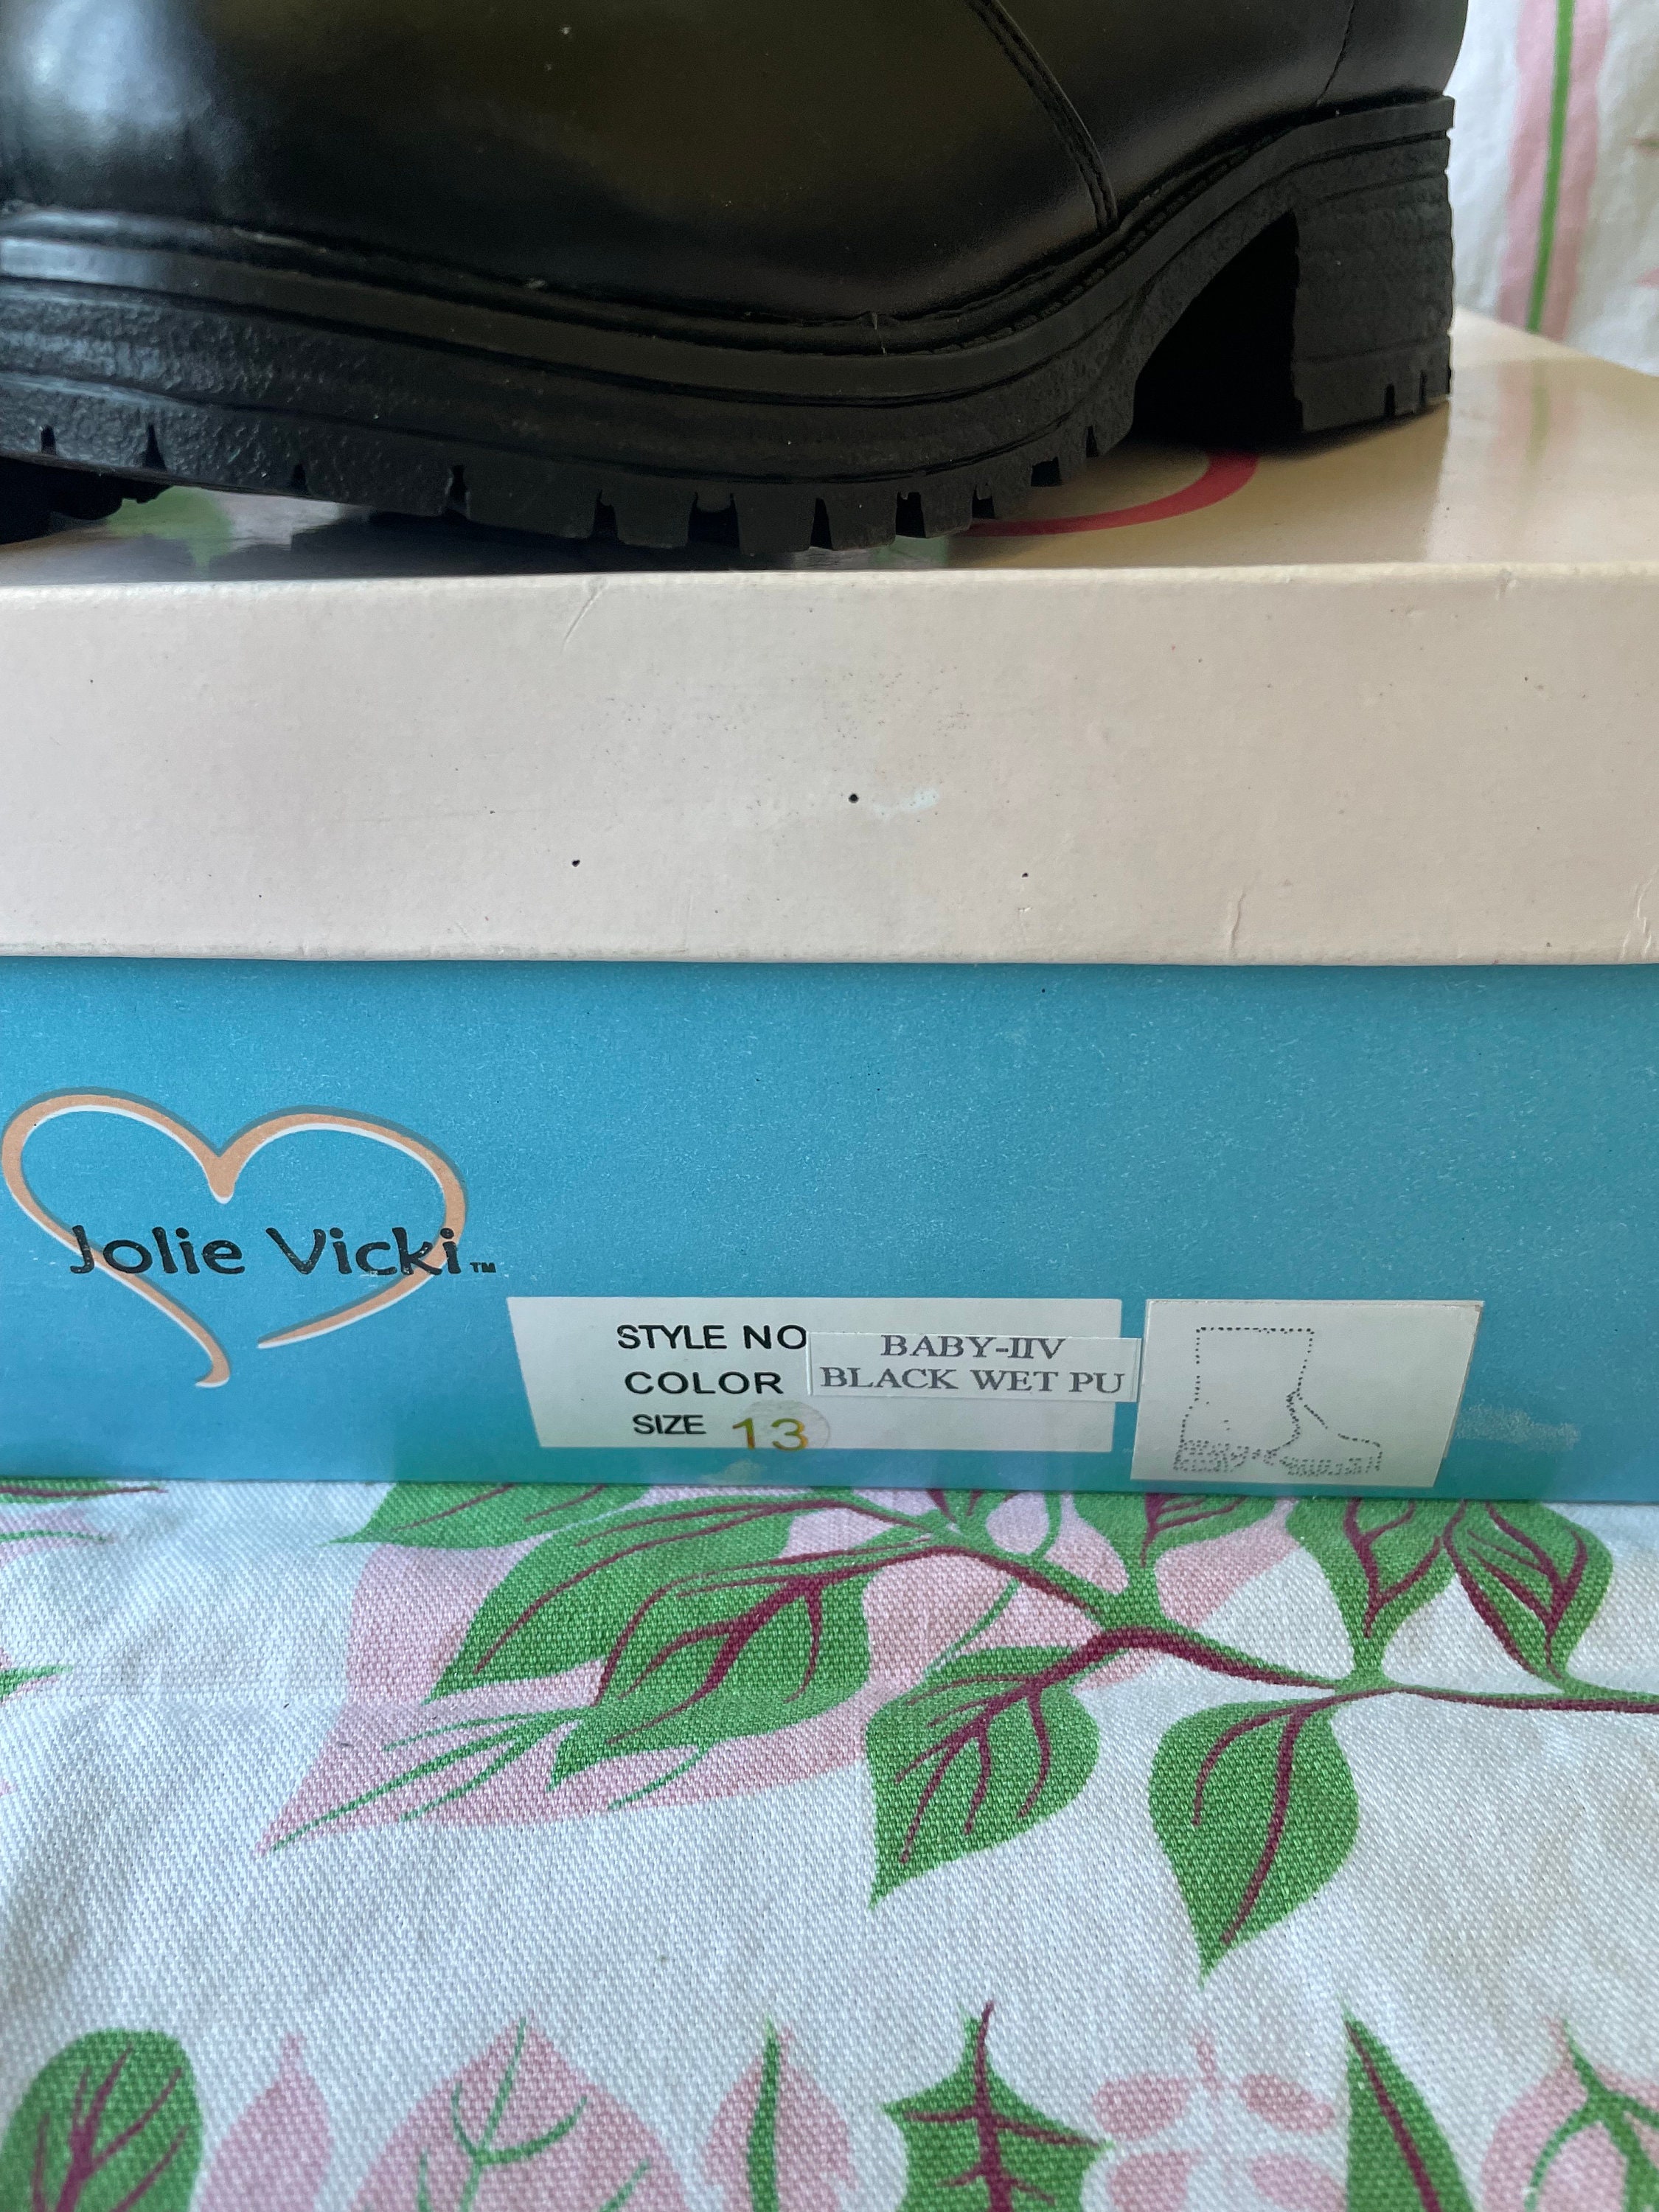 Jolie Vicki™
STYLE NO BABY-IIV
COLOR BLACK WET PU
SIZE 13